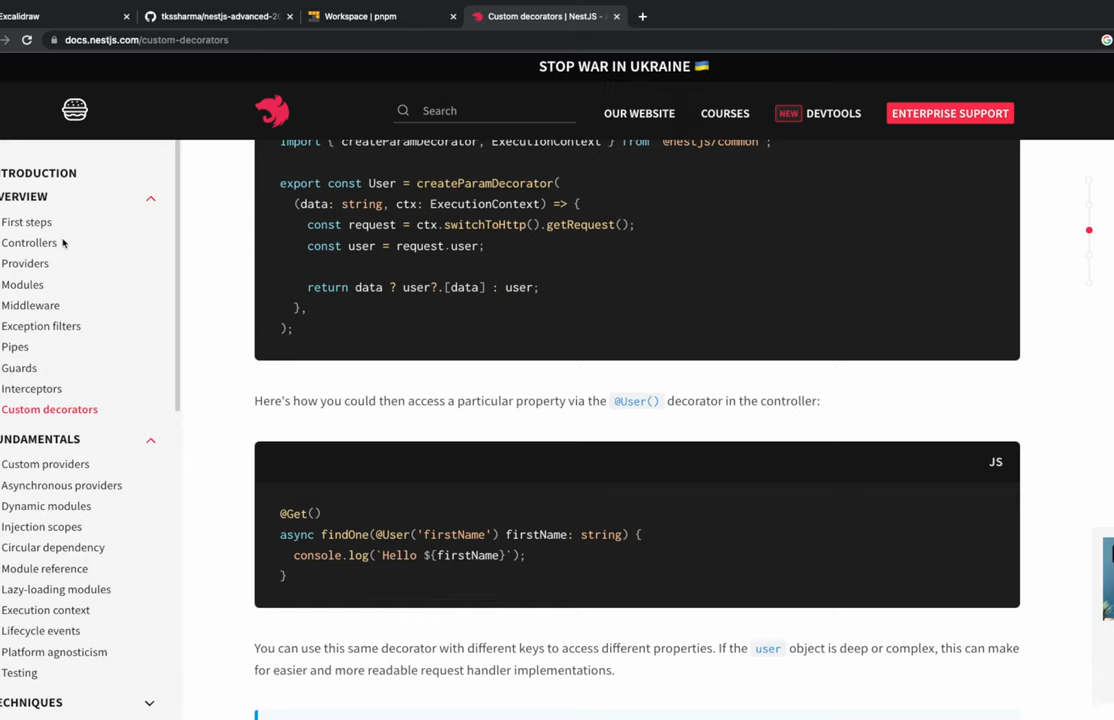 Excalidraw
tkssharma/nestjs-advanced-2
Workspace | pnpm
Custom decorators | NestJS - 
docs.nestjs.com/custom-decorators
STOP WAR IN UKRAINE 🇺🇦
Search
OUR WEBSITE
COURSES
NEW DEVTOOLS
ENTERPRISE SUPPORT
NTRODUCTION
VERVIEW
First steps
Controllers
Providers
Modules
Middleware
Exception filters
Pipes
Guards
Interceptors
Custom decorators
UNDAMENTALS
Custom providers
Asynchronous providers
Dynamic modules
Injection scopes
Circular dependency
Module reference
Lazy-loading modules
Execution context
Lifecycle events
Platform agnosticism
Testing
ECHNIQUES
import { createParamDecorator, ExecutionContext } from '@nestjs/common';
export const User = createParamDecorator(
(data: string, ctx: ExecutionContext) => {
const request = ctx.switchToHttp().getRequest();
const user = request.user;
return data ? user?.[data] : user;
},
);
Here's how you could then access a particular property via the @User() decorator in the controller:
JS
@Get()
async findOne(@User('firstName') firstName: string) {
console.log(`Hello ${firstName}`);
}
You can use this same decorator with different keys to access different properties. If the user object is deep or complex, this can make
for easier and more readable request handler implementations.